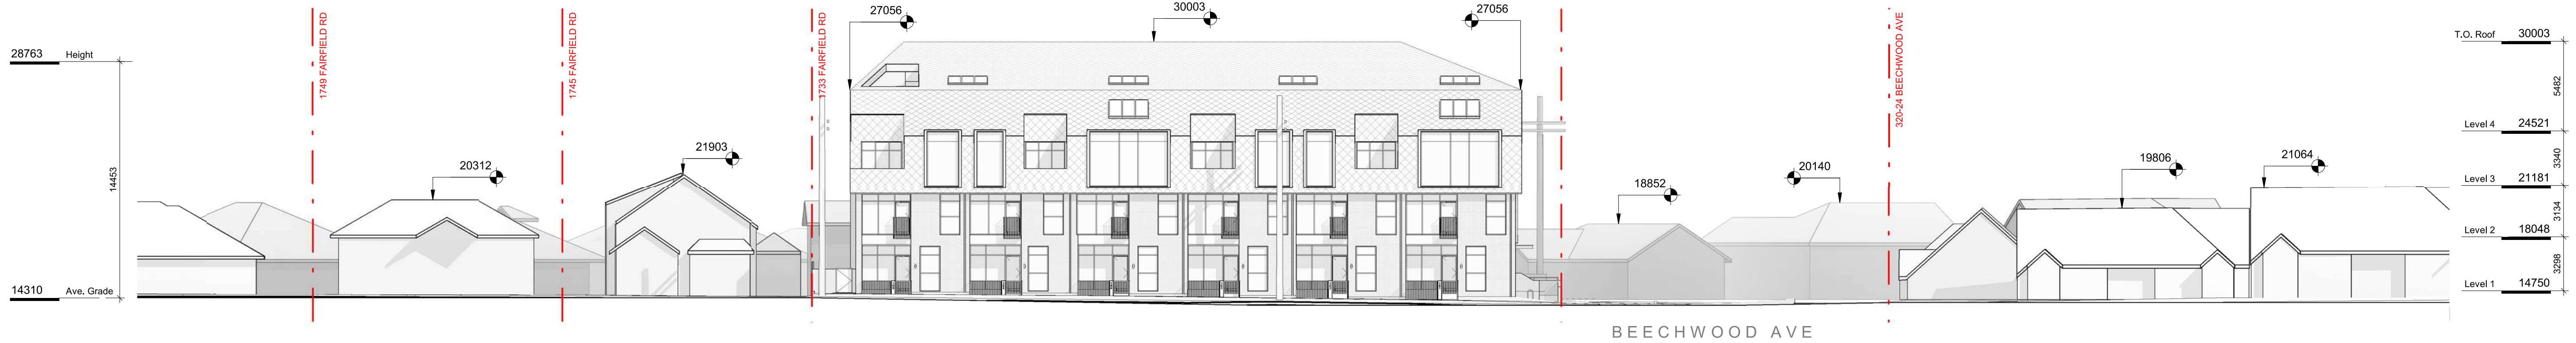 28763 Height
14453
14310 Ave. Grade
1749 FAIRFIELD RD
20312
1745 FAIRFIELD RD
21903
1733 FAIRFIELD RD
27056
30003
27056
18852
20140
320-24 BEECHWOOD AVE
19806
21064
T.O. Roof 30003
5482
Level 4 24521
3340
Level 3 21181
3134
Level 2 18048
3298
Level 1 14750
BEECHWOOD AVE